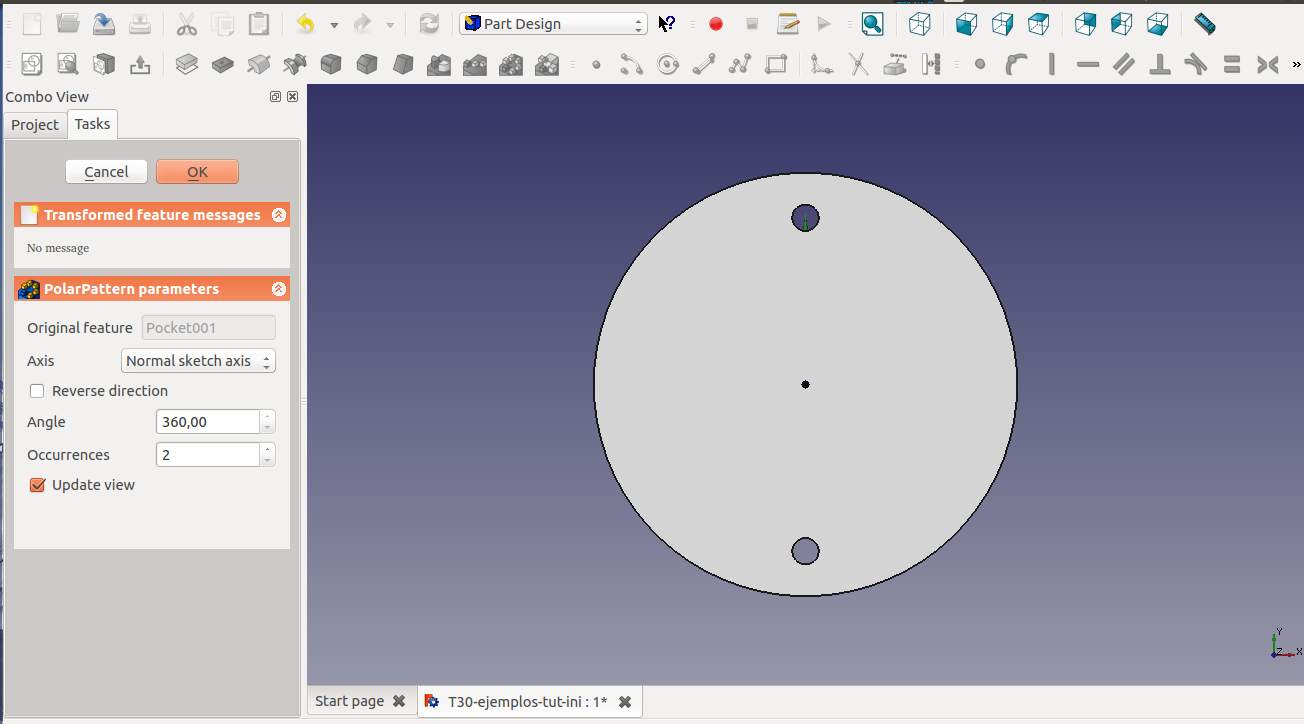 Part Design
Combo View
Project
Tasks
Cancel
OK
Transformed feature messages
No message
PolarPattern parameters
Original feature
Pocket001
Axis
Normal sketch axis
Reverse direction
Angle
360,00
Occurrences
2
Update view
Y
Z
X
Start page
T30-ejemplos-tut-ini : 1*